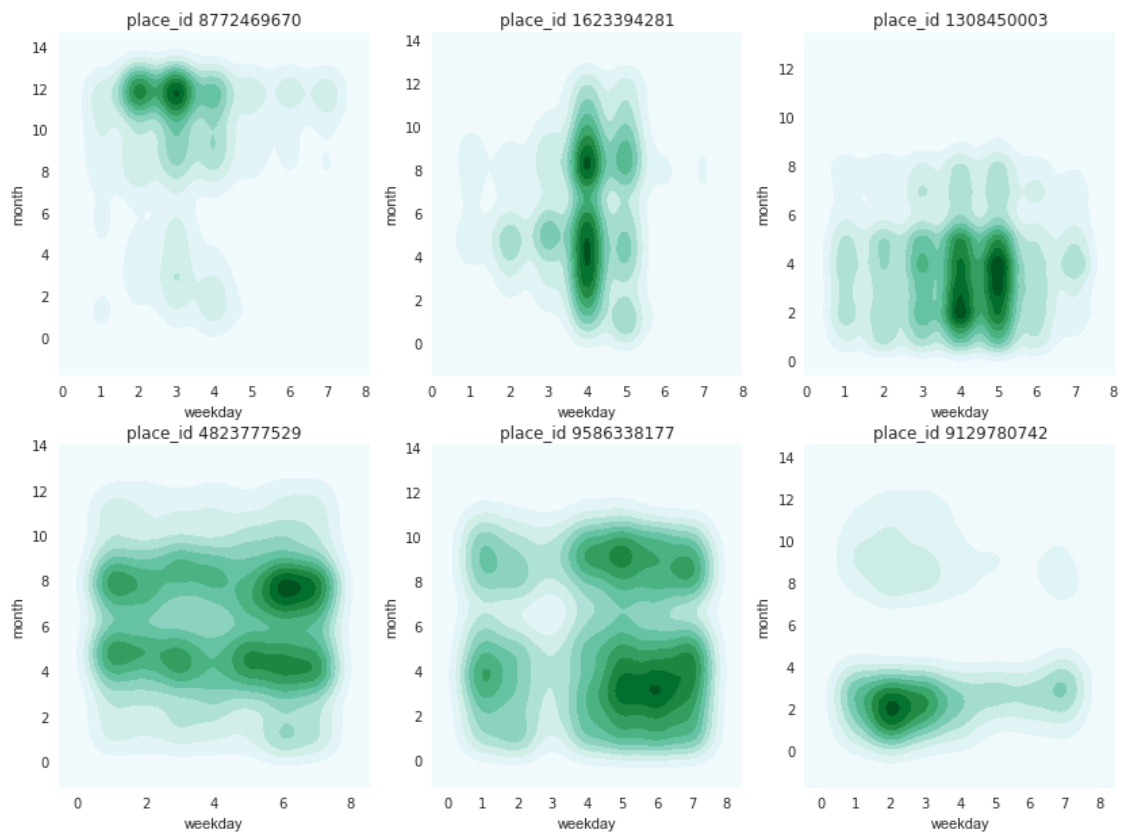 place_id 8772469670
14
12
10
8
6
4
2
0
month
0 1 2 3 4 5 6 7 8
weekday
place_id 1623394281
14
12
10
8
6
4
2
0
month
0 1 2 3 4 5 6 7 8
weekday
place_id 1308450003
12
10
8
6
4
2
0
month
0 1 2 3 4 5 6 7 8
weekday
place_id 4823777529
14
12
10
8
6
4
2
0
month
0 2 4 6 8
weekday
place_id 9586338177
14
12
10
8
6
4
2
0
month
0 1 2 3 4 5 6 7 8
weekday
place_id 9129780742
14
12
10
8
6
4
2
0
month
0 1 2 3 4 5 6 7 8
weekday